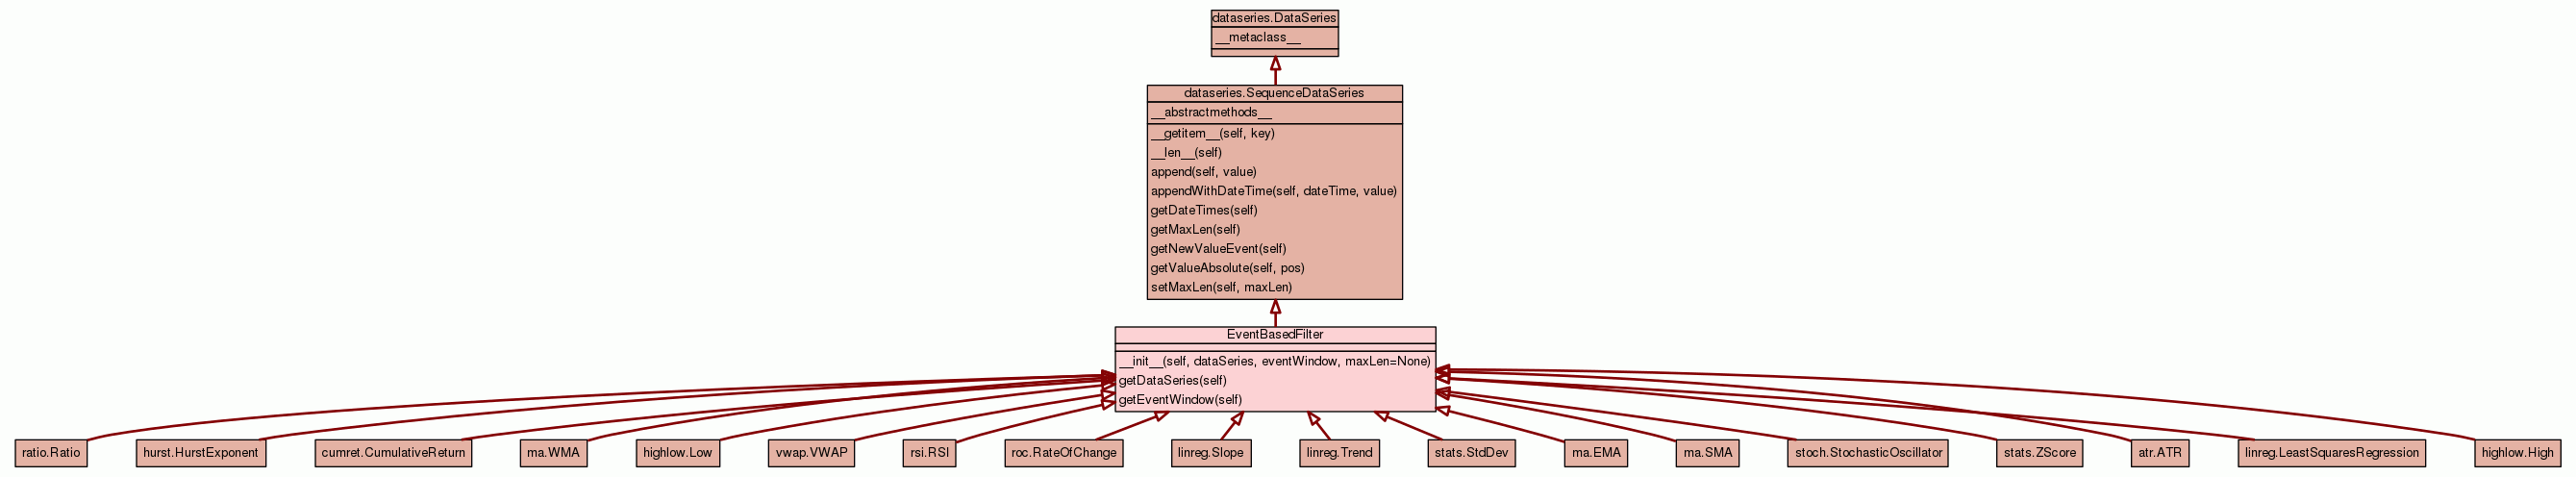 dataseries.DataSeries
__metaclass__
dataseries.SequenceDataSeries
__abstractmethods__
__getitem__(self, key)
__len__(self)
append(self, value)
appendWithDateTime(self, dateTime, value)
getDateTimes(self)
getMaxLen(self)
getNewValueEvent(self)
getValueAbsolute(self, pos)
setMaxLen(self, maxLen)
EventBasedFilter
__init__(self, dataSeries, eventWindow, maxLen=None)
getDataSeries(self)
getEventWindow(self)
ratio.Ratio
hurst.HurstExponent
cumret.CumulativeReturn
ma.WMA
highlow.Low
vwap.VWAP
rsi.RSI
roc.RateOfChange
linreg.Slope
linreg.Trend
stats.StdDev
ma.EMA
ma.SMA
stoch.StochasticOscillator
stats.ZScore
atr.ATR
linreg.LeastSquaresRegression
highlow.High